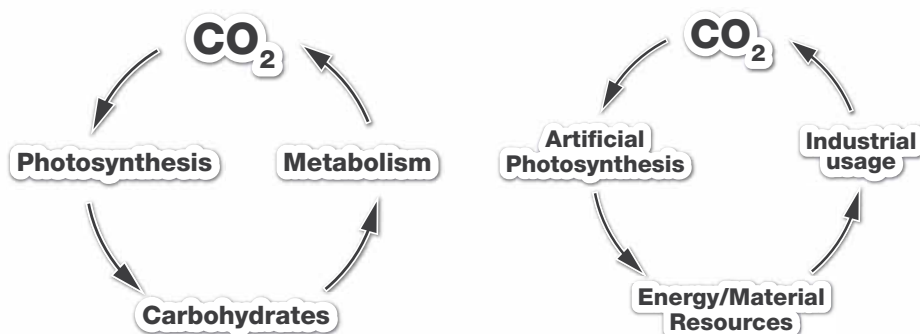 CO₂
Photosynthesis
Metabolism
Carbohydrates
CO₂
Artificial
Photosynthesis
Industrial
usage
Energy/Material
Resources